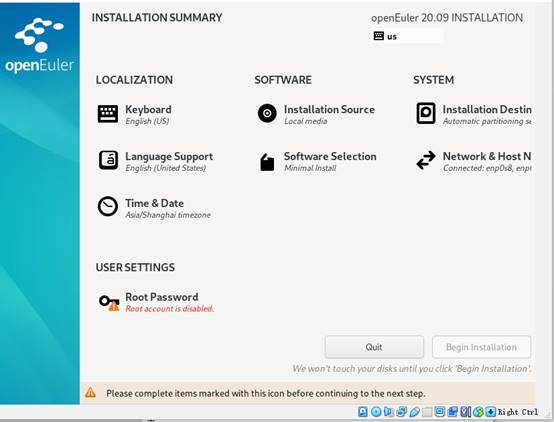 INSTALLATION SUMMARY
openEuler 20.09 INSTALLATION
us
openEuler
LOCALIZATION
SOFTWARE
SYSTEM
Keyboard
English (US)
Installation Source
Local media
Installation Destin
Automatic partitioning se
Language Support
English (United States)
Software Selection
Minimal Install
Network & Host N
Connected: enp0s8, enp
Time & Date
Asia/Shanghai timezone
USER SETTINGS
Root Password
Root account is disabled.
Quit
Begin Installation
We won't touch your disks until you click 'Begin Installation'.
Please complete items marked with this icon before continuing to the next step.
Right Ctrl